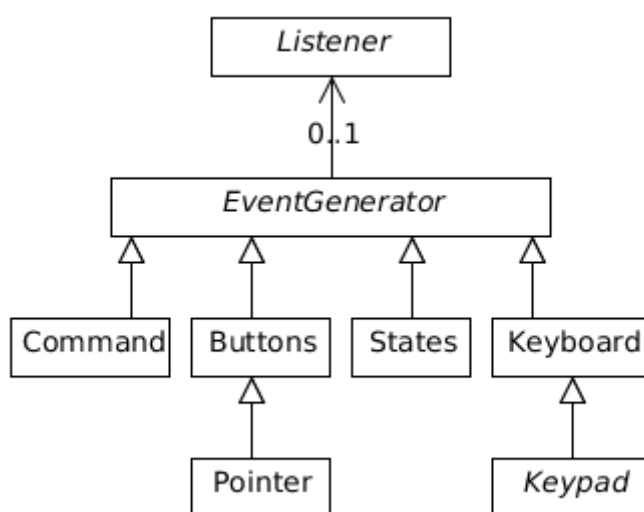 Listener
0..1
EventGenerator
Command
Buttons
States
Keyboard
Pointer
Keypad